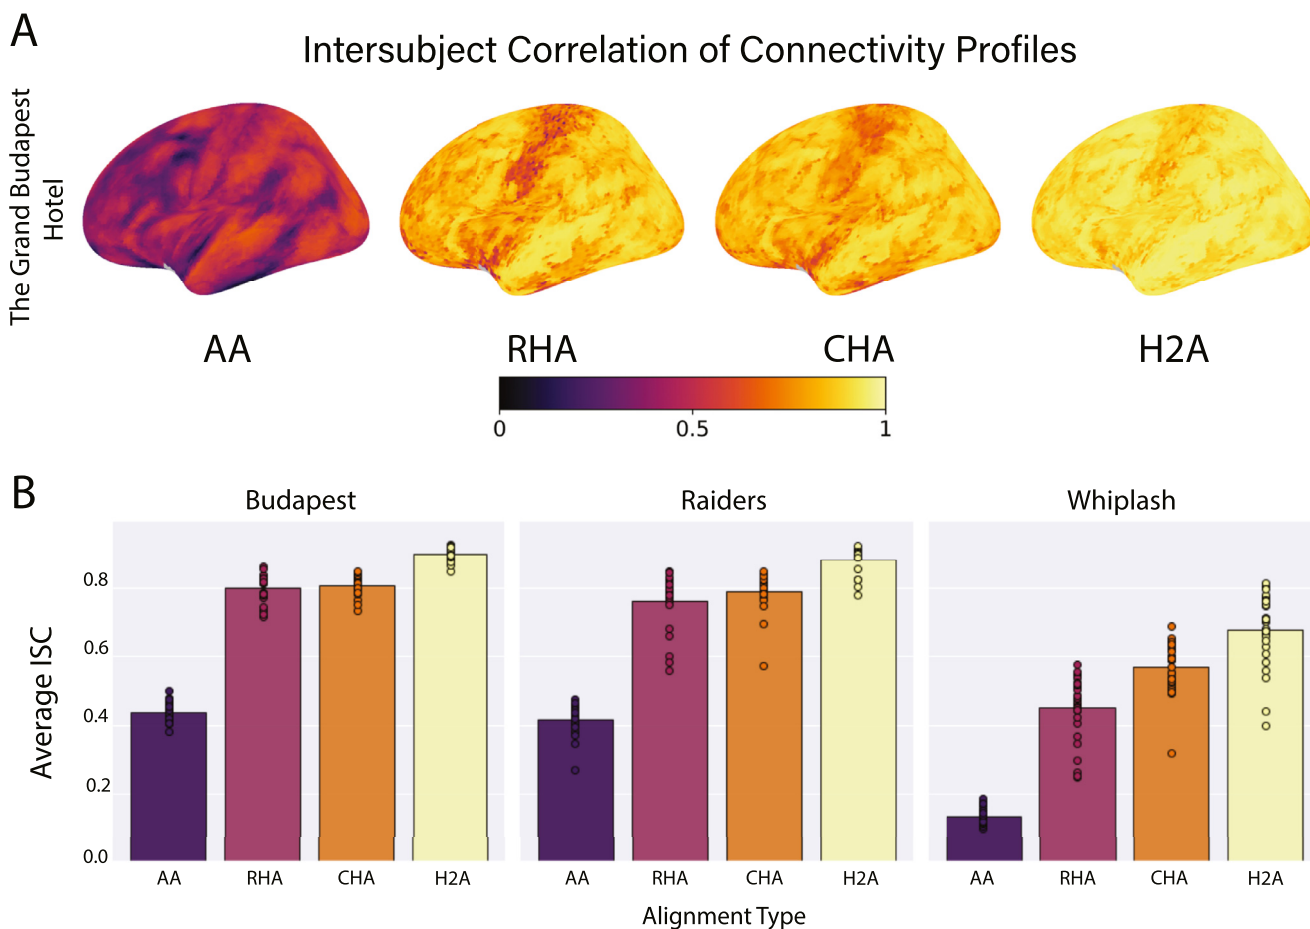 A
Intersubject Correlation of Connectivity Profiles
The Grand Budapest
Hotel
AA RHA CHA H2A
0 0.5 1
B
Budapest Raiders Whiplash
Average ISC
0.8
0.6
0.4
0.2
0.0
AA RHA CHA H2A AA RHA CHA H2A AA RHA CHA H2A
Alignment Type